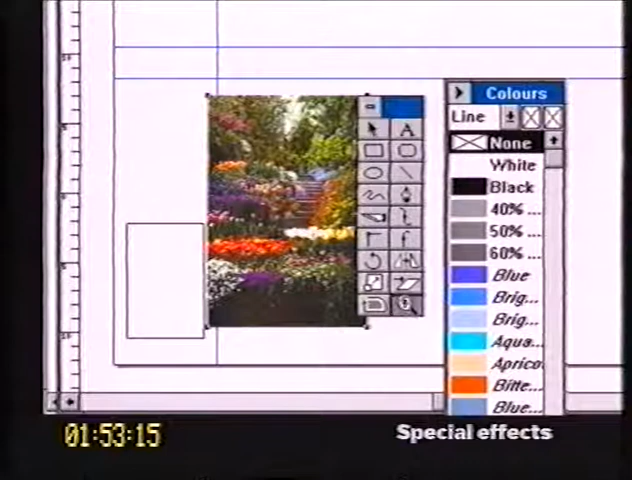 Colours
Line
None
White
Black
40% ...
50% ...
60% ...
Blue
Brig...
Brig...
Aqua...
Aprico
Bitte...
Blue...
A
01:53:15
Special effects